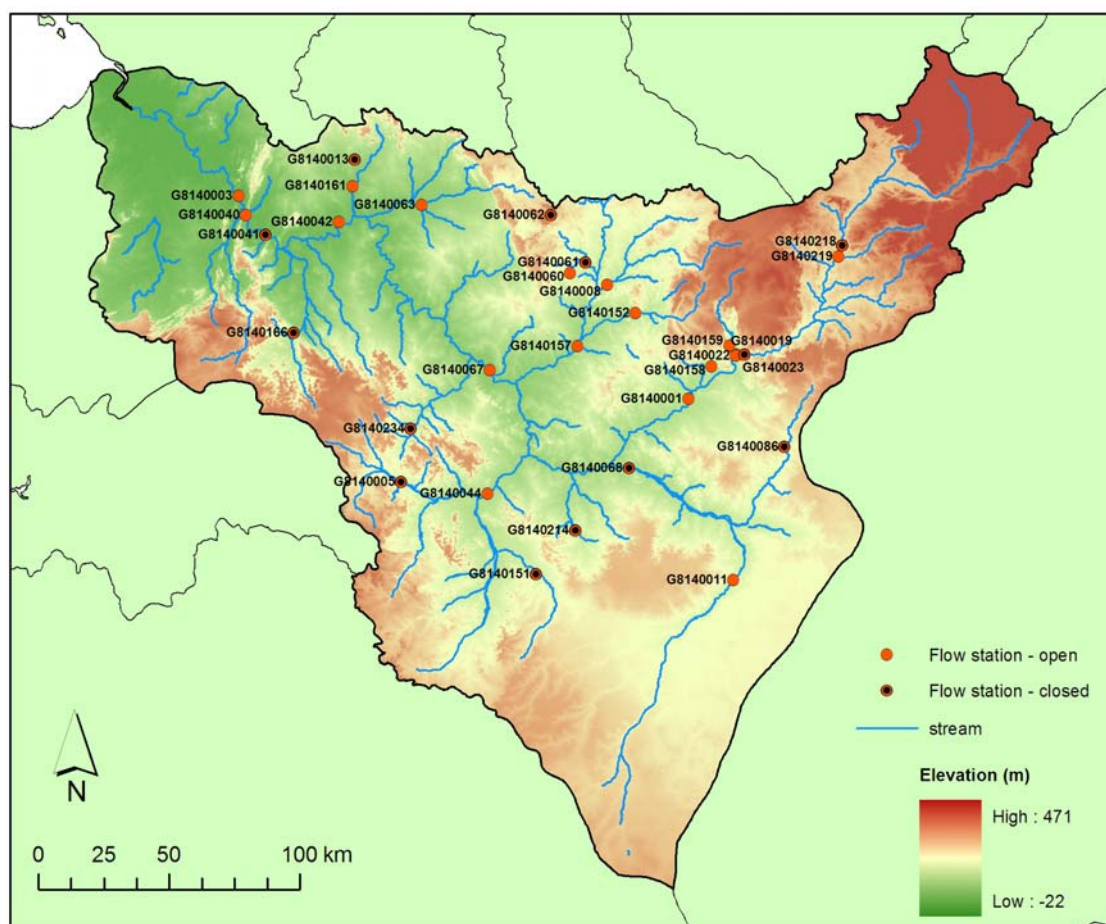 G8140013
G8140003
G8140161
G8140040
G8140042
G8140063
G8140062
G8140041
G8140218
G8140219
G8140061
G8140060
G8140008
G8140152
G8140166
G8140159
G8140019
G8140157
G8140022
G8140023
G8140067
G8140158
G8140001
G8140234
G8140086
G8140068
G8140005
G8140044
G8140214
G8140151
G8140011
Flow station - open
Flow station - closed
stream
Elevation (m)
High : 471
Low : -22
N
0 25 50 100 km